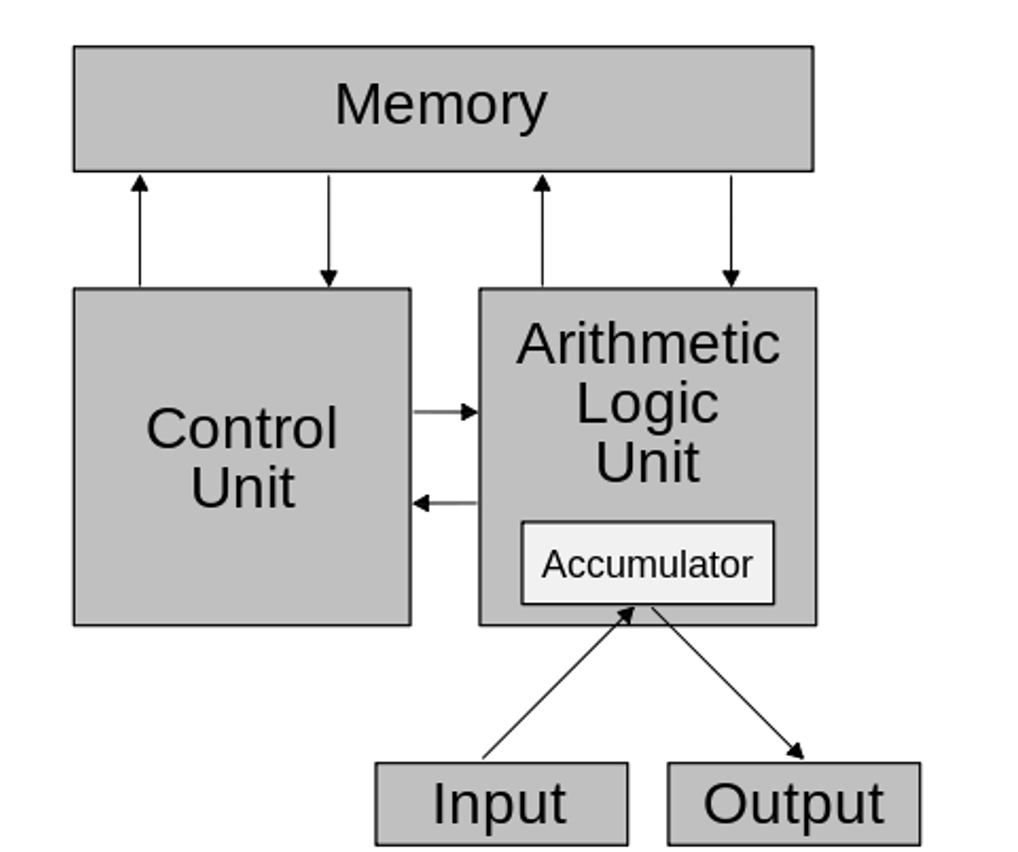 Memory
Control
Unit
Arithmetic
Logic
Unit
Accumulator
Input
Output